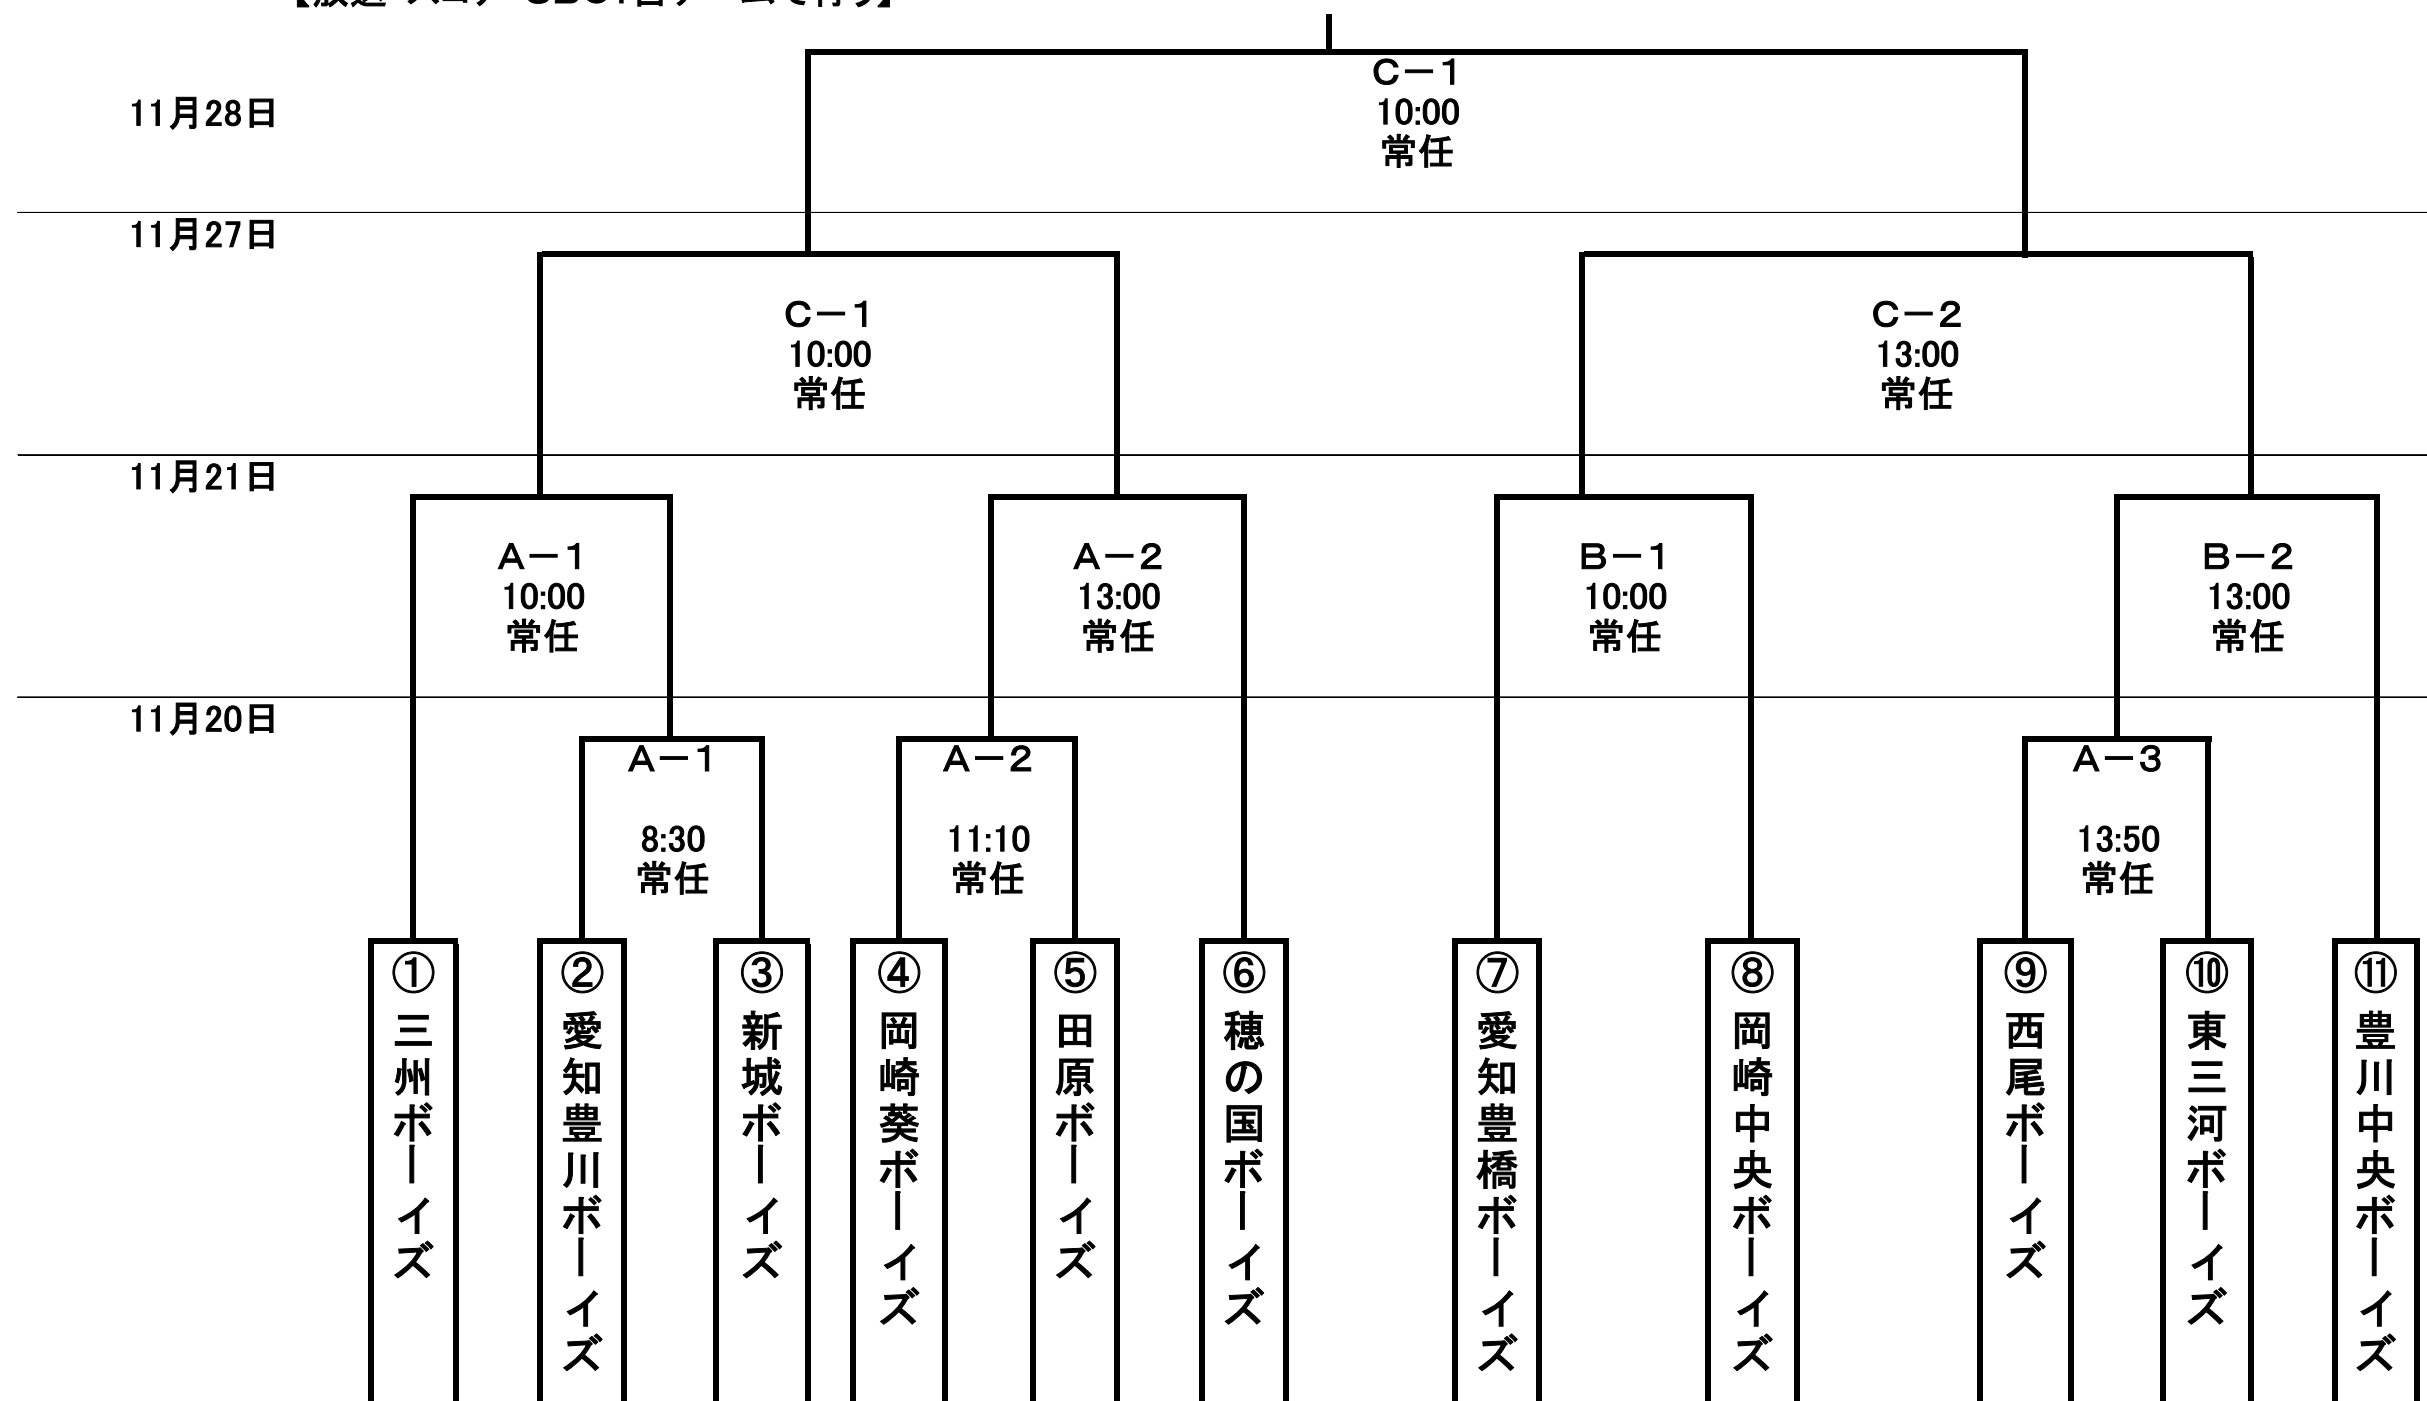 C－1
10:00
常任
11月28日
11月27日
C－1
10:00
常任
C－2
13:00
常任
11月21日
A－1
10:00
常任
A－2
13:00
常任
B－1
10:00
常任
B－2
13:00
常任
11月20日
A－1
8:30
常任
A－2
11:10
常任
A－3
13:50
常任
①三州ボーイズ
②愛知豊川ボーイズ
③新城ボーイズ
④岡崎葵ボーイズ
⑤田原ボーイズ
⑥穂の国ボーイズ
⑦愛知豊橋ボーイズ
⑧岡崎中央ボーイズ
⑨西尾ボーイズ
⑩東三河ボーイズ
⑪豊川中央ボーイズ